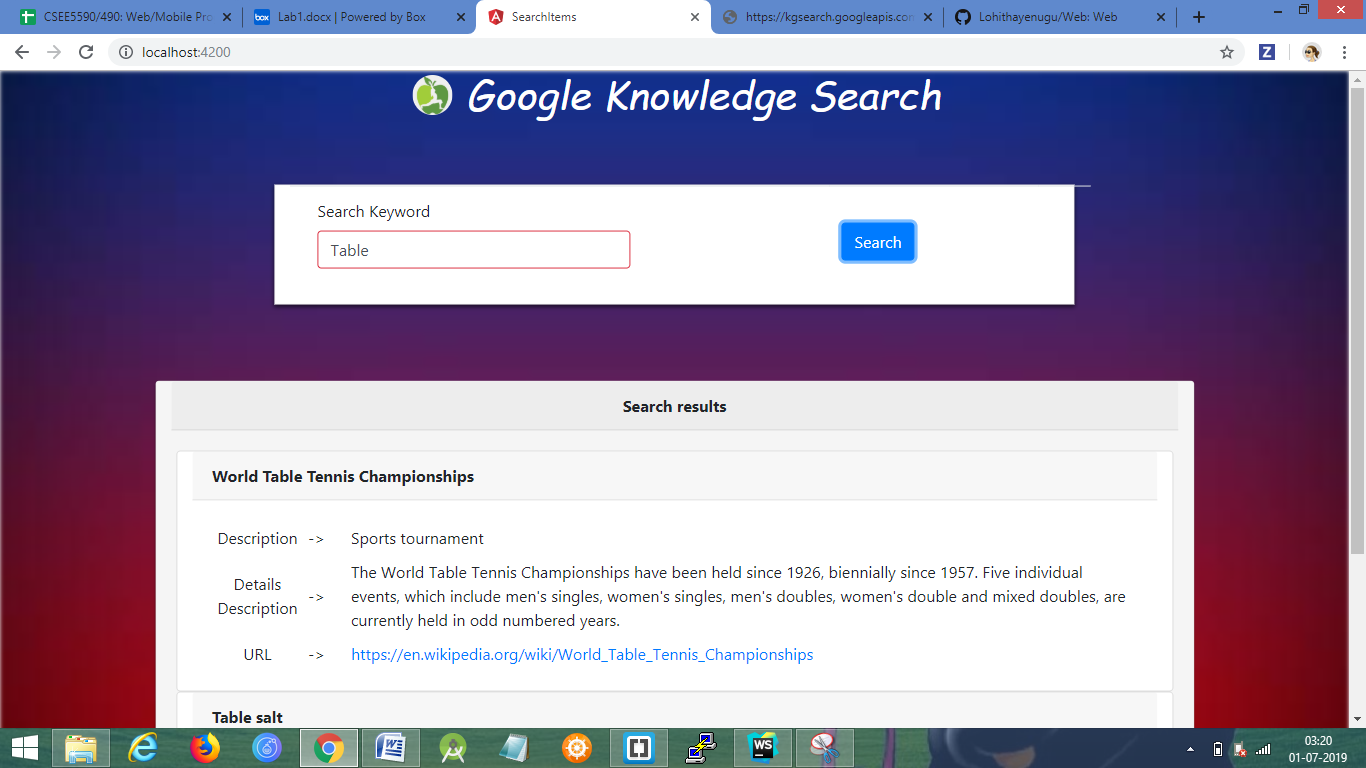 CSEE5590/490: Web/Mobile Pro
Lab1.docx | Powered by Box
SearchItems
https://kgsearch.googleapis.com
Lohithayenugu/Web: Web
localhost:4200
Google Knowledge Search
Search Keyword
Table
Search
Search results
World Table Tennis Championships
Description -> Sports tournament
Details Description -> The World Table Tennis Championships have been held since 1926, biennially since 1957. Five individual
events, which include men's singles, women's singles, men's doubles, women's double and mixed doubles, are
currently held in odd numbered years.
URL -> https://en.wikipedia.org/wiki/World_Table_Tennis_Championships
Table salt
03:20
01-07-2019